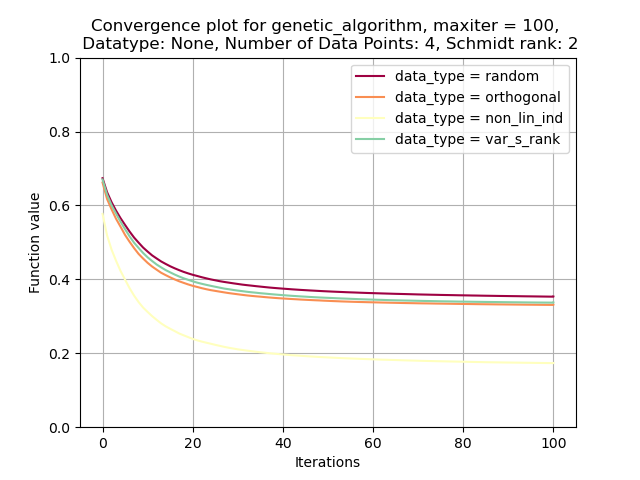 Convergence plot for genetic_algorithm, maxiter = 100,
Datatype: None, Number of Data Points: 4, Schmidt rank: 2
data_type = random
data_type = orthogonal
data_type = non_lin_ind
data_type = var_s_rank
1.0
0.8
0.6
0.4
0.2
0.0
Function value
0 20 40 60 80 100
Iterations